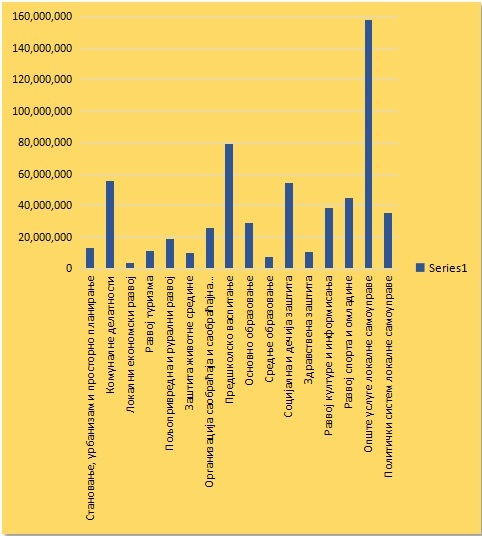 160,000,000
140,000,000
120,000,000
100,000,000
80,000,000
60,000,000
40,000,000
20,000,000
0
Становање, урбанизам и просторно планирање
Комуналне делатности
Локални економски развој
Развој туризма
Пољопривредна и рурални развој
Заштита животне средине
Организација саобраћаја и саобраћајна...
Предшколско васпитање
Основно образовање
Средње образовање
Социјална и дечија заштита
Здравствена заштита
Развој културе и информисања
Развој спорта и омладине
Опште услуге локалне самоуправе
Политички систем локалне самоуправе
Series1